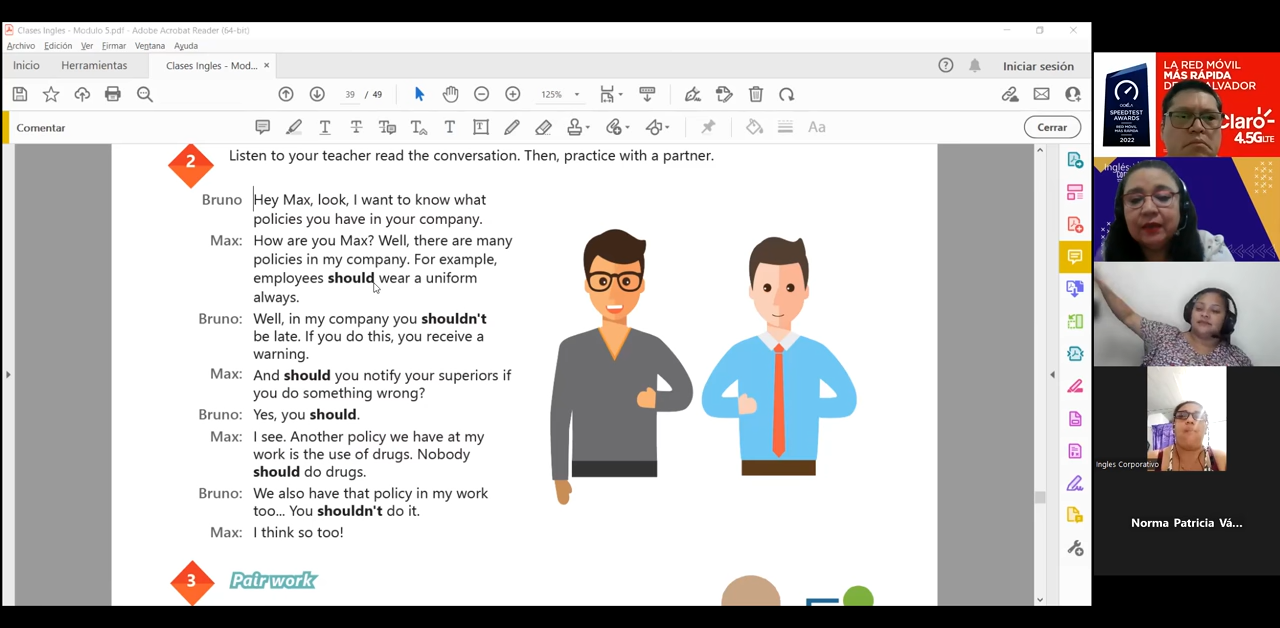 Clases Ingles - Modulo 5.pdf - Adobe Acrobat Reader (64-bit)
Archivo Edición Ver Firmar Ventana Ayuda
Inicio Herramientas Clases Ingles - Mod... × Iniciar sesión
39 / 49 125%
Comentar Aa Cerrar
2 Listen to your teacher read the conversation. Then, practice with a partner.
Bruno Hey Max, look, I want to know what
policies you have in your company.
Max: How are you Max? Well, there are many
policies in my company. For example,
employees should wear a uniform
always.
Bruno: Well, in my company you shouldn't
be late. If you do this, you receive a
warning.
Max: And should you notify your superiors if
you do something wrong?
Bruno: Yes, you should.
Max: I see. Another policy we have at my
work is the use of drugs. Nobody
should do drugs.
Bruno: We also have that policy in my work
too... You shouldn't do it.
Max: I think so too!
3 Pair work
LA RED MÓVIL
MÁS RÁPIDA
SPEEDTEST
AWARDS
2022
Claro
4.5G LTE
Inglés
Ingles Corporativo
Norma Patricia Vá...